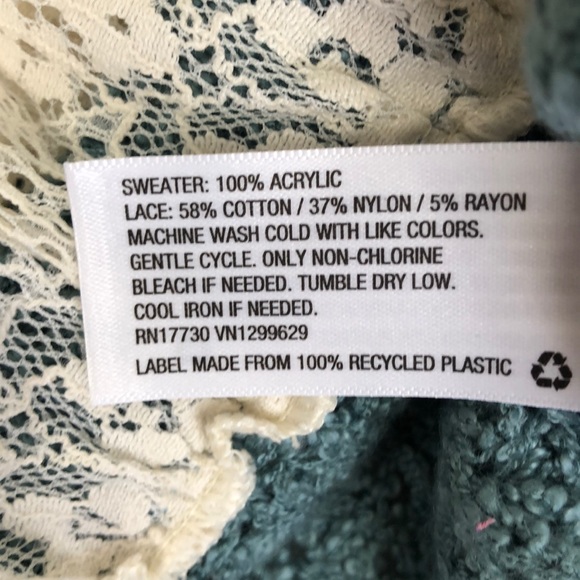 SWEATER: 100% ACRYLIC
LACE: 58% COTTON / 37% NYLON / 5% RAYON
MACHINE WASH COLD WITH LIKE COLORS.
GENTLE CYCLE. ONLY NON-CHLORINE
BLEACH IF NEEDED. TUMBLE DRY LOW.
COOL IRON IF NEEDED.
RN17730 VN1299629
LABEL MADE FROM 100% RECYCLED PLASTIC